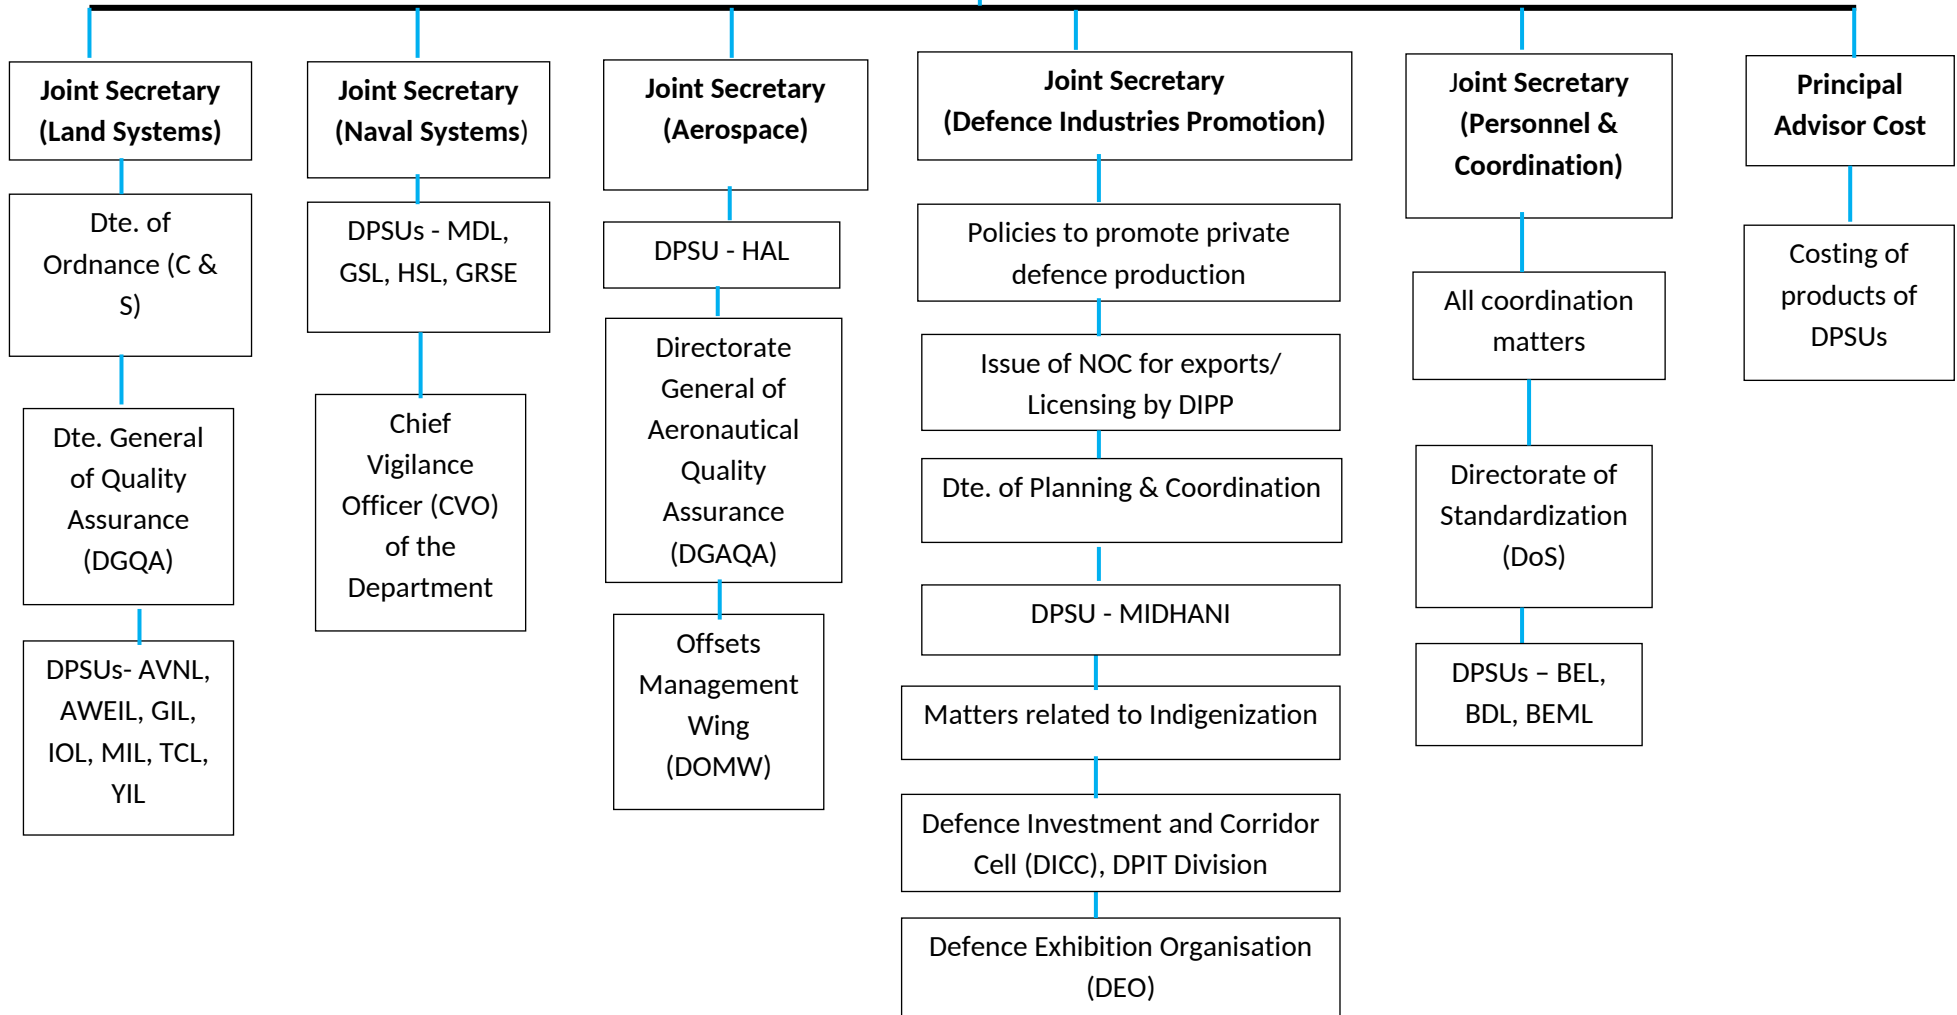 Joint Secretary
(Land Systems)
Dte. of
Ordnance (C &
S)
Dte. General
of Quality
Assurance
(DGQA)
DPSUs- AVNL,
AWEIL, GIL,
IOL, MIL, TCL,
YIL
Joint Secretary
(Naval Systems)
DPSUs - MDL,
GSL, HSL, GRSE
Chief
Vigilance
Officer (CVO)
of the
Department
Joint Secretary
(Aerospace)
DPSU - HAL
Directorate
General of
Aeronautical
Quality
Assurance
(DGAQA)
Offsets
Management
Wing
(DOMW)
Joint Secretary
(Defence Industries Promotion)
Policies to promote private
defence production
Issue of NOC for exports/
Licensing by DIPP
Dte. of Planning & Coordination
DPSU - MIDHANI
Matters related to Indigenization
Defence Investment and Corridor
Cell (DICC), DPIT Division
Defence Exhibition Organisation
(DEO)
Joint Secretary
(Personnel &
Coordination)
All coordination
matters
Directorate of
Standardization
(DoS)
DPSUs – BEL,
BDL, BEML
Principal
Advisor Cost
Costing of
products of
DPSUs